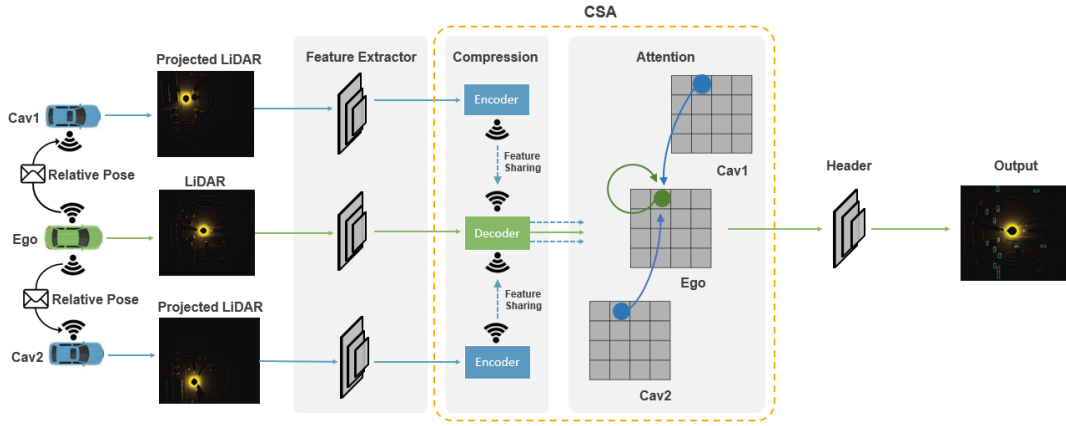 CSA
Projected LiDAR
Feature Extractor
Compression
Attention
Cav1
Encoder
Relative Pose
Feature
Sharing
Cav1
LiDAR
Header
Output
Ego
Decoder
Ego
Relative Pose
Feature
Sharing
Projected LiDAR
Cav2
Encoder
Cav2